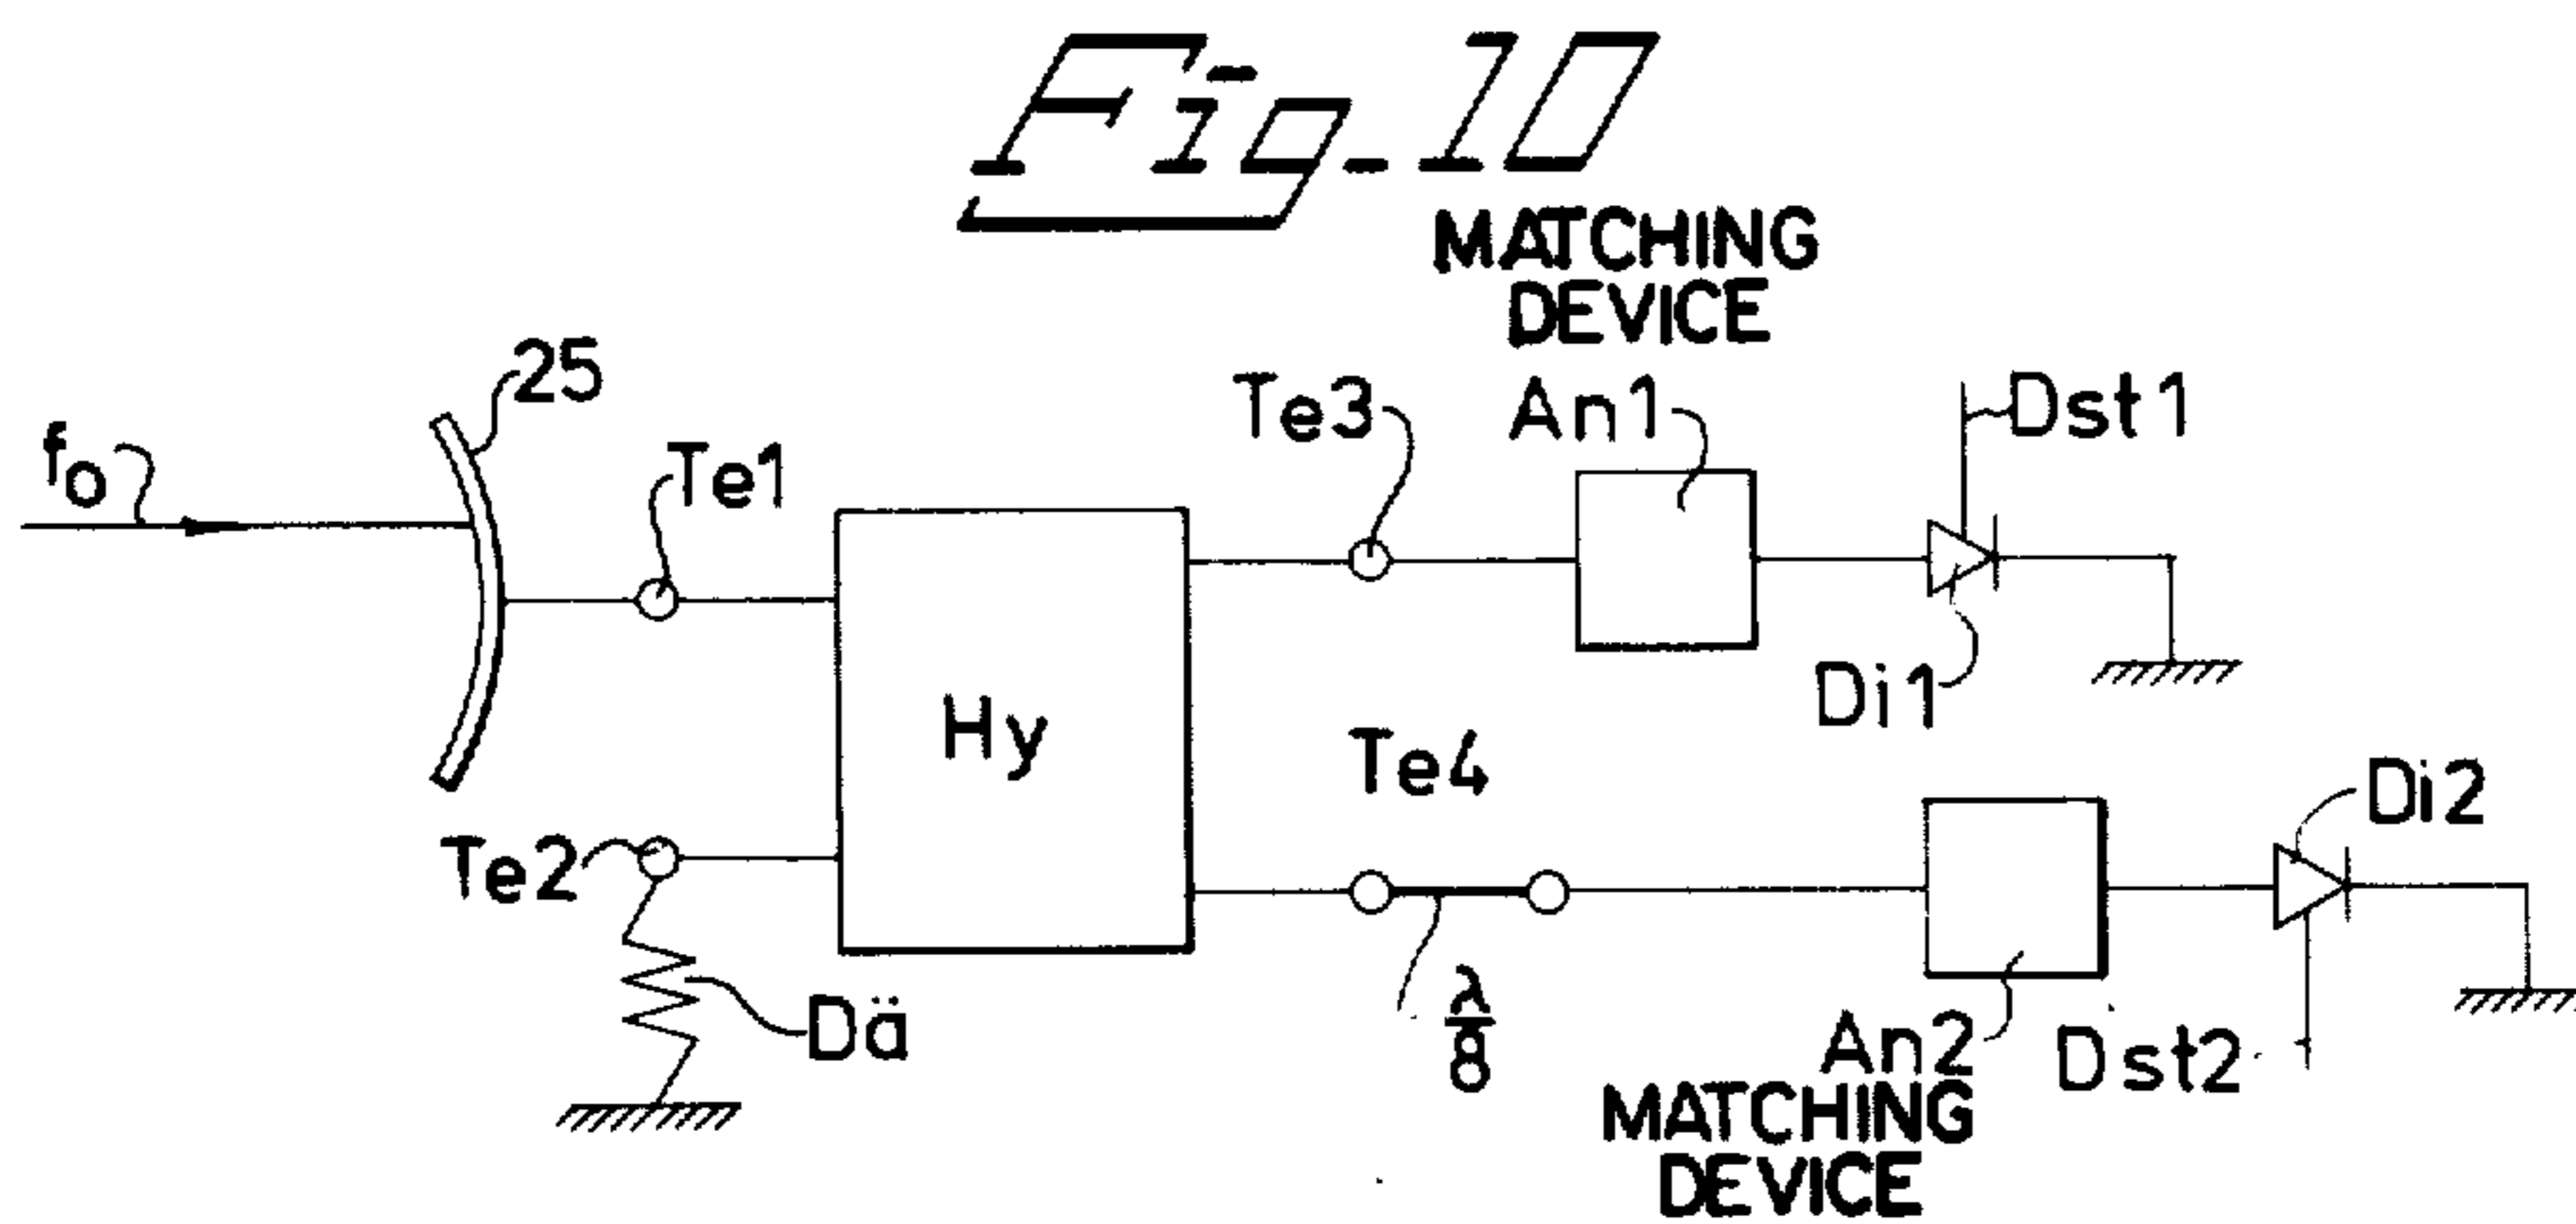 Fig. 10
MATCHING
DEVICE
25
fo
Te1
Te3
An1
Dst1
Hy
Di1
Te4
Di2
Te2
Dä
λ/8
An2
Dst2
MATCHING
DEVICE